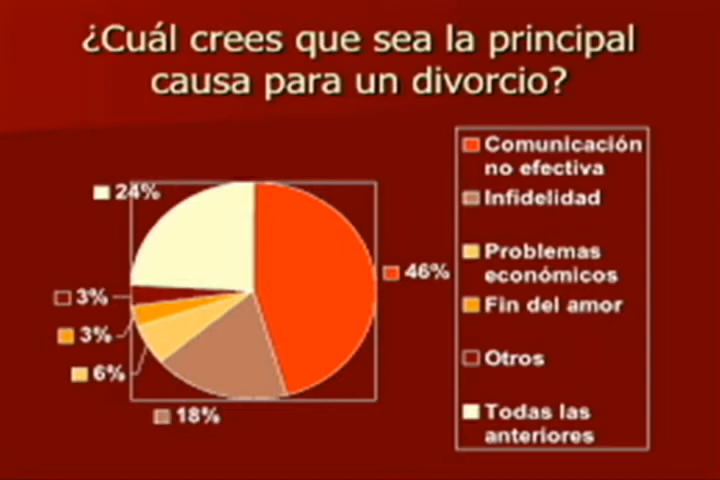 ¿Cuál crees que sea la principal
causa para un divorcio?
24%
3%
3%
6%
18%
46%
Comunicación
no efectiva
Infidelidad
Problemas
económicos
Fin del amor
Otros
Todas las
anteriores